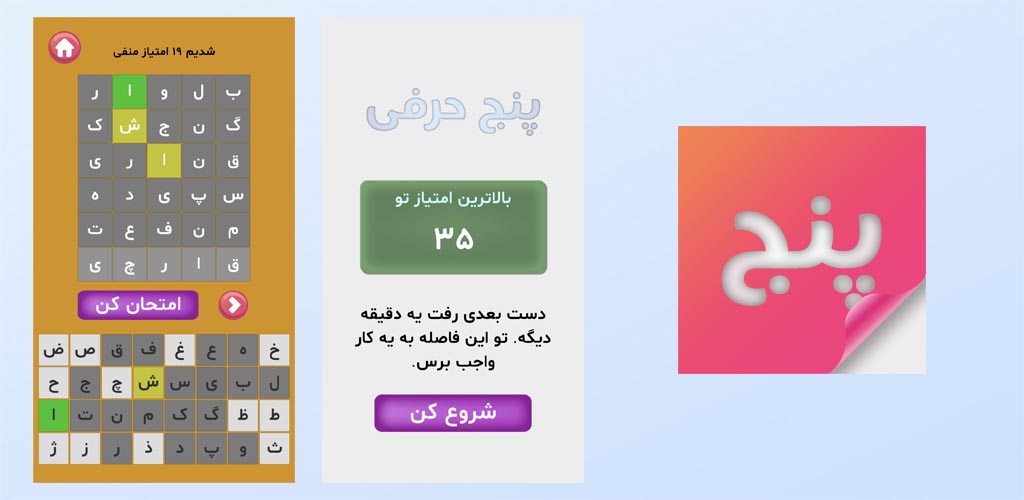 شدیم ۱۹ امتیاز منفی
ب ل و ا ر
گ ن ج ش ک
ق ن ا ر ی
س پ ی د ه
م ن ف ع ت
ق ا ر چ ی
امتحان کن
خ ه ع غ ف ق ص ض
ل ب ی س ش چ ج ح
ط ظ گ ک م ن ت ا
ث و پ د ذ ر ز ژ
پنج حرفی
بالاترین امتیاز تو
۳۵
دست بعدی رفت یه دقیقه
دیگه. تو این فاصله به یه کار
واجب برس.
شروع کن
پنج